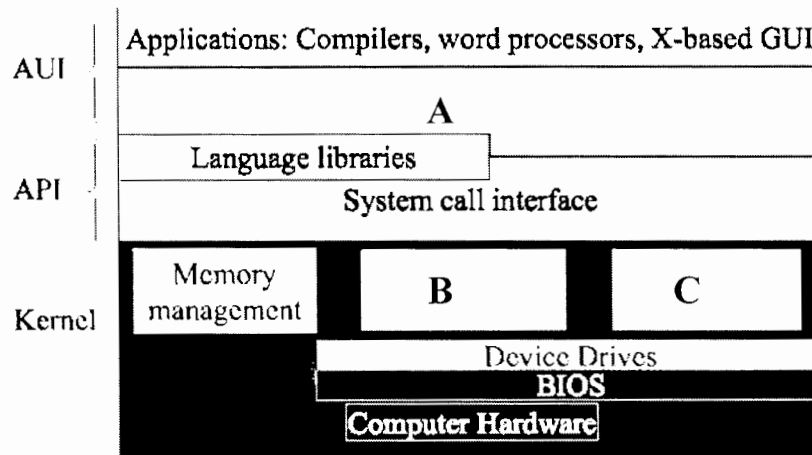 Applications: Compilers, word processors, X-based GUI
AUI
A
Language libraries
API
System call interface
Memory
management
B
C
Kernel
Device Drives
BIOS
Computer Hardware